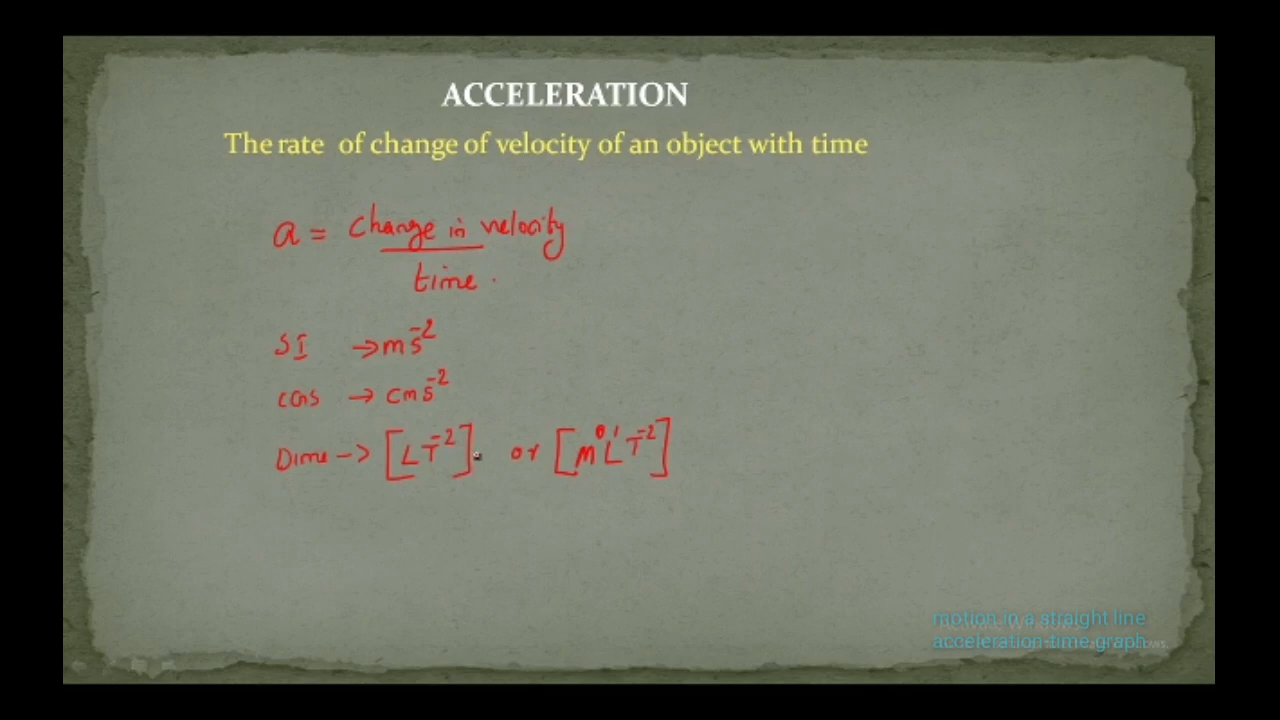 ACCELERATION
The rate of change of velocity of an object with time
a = change in velocity
time.
SI → ms⁻²
CGS → cms⁻²
Dime → [LT⁻²] or [M⁰L¹T⁻²]
motion in a straight line
acceleration-time graph